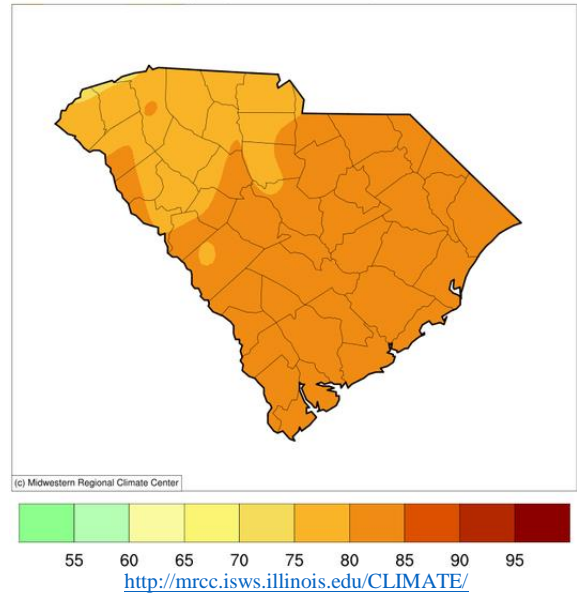 (c) Midwestern Regional Climate Center
55 60 65 70 75 80 85 90 95
http://mrcc.isws.illinois.edu/CLIMATE/